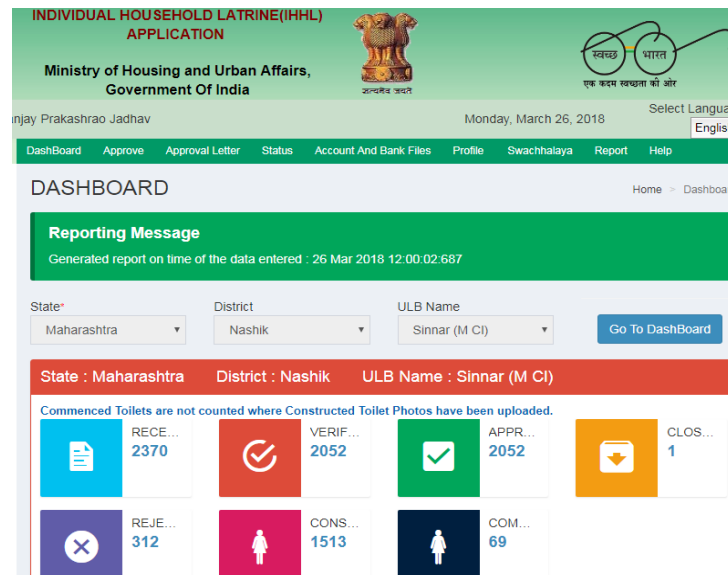 INDIVIDUAL HOUSEHOLD LATRINE(IHHL)
APPLICATION
Ministry of Housing and Urban Affairs,
Government Of India
सत्यमेव जयते
स्वच्छ भारत
एक कदम स्वच्छता की ओर
njay Prakashrao Jadhav
Monday, March 26, 2018
Select Langua
Englis
DashBoard Approve Approval Letter Status Account And Bank Files Profile Swachhalaya Report Help
DASHBOARD
Home > Dashboa
Reporting Message
Generated report on time of the data entered : 26 Mar 2018 12:00:02:687
State* District ULB Name
Maharashtra Nashik Sinnar (M Cl) Go To DashBoard
State : Maharashtra District : Nashik ULB Name : Sinnar (M Cl)
Commenced Toilets are not counted where Constructed Toilet Photos have been uploaded.
RECE... VERIF... APPR... CLOS...
2370 2052 2052 1
REJE... CONS... COM...
312 1513 69